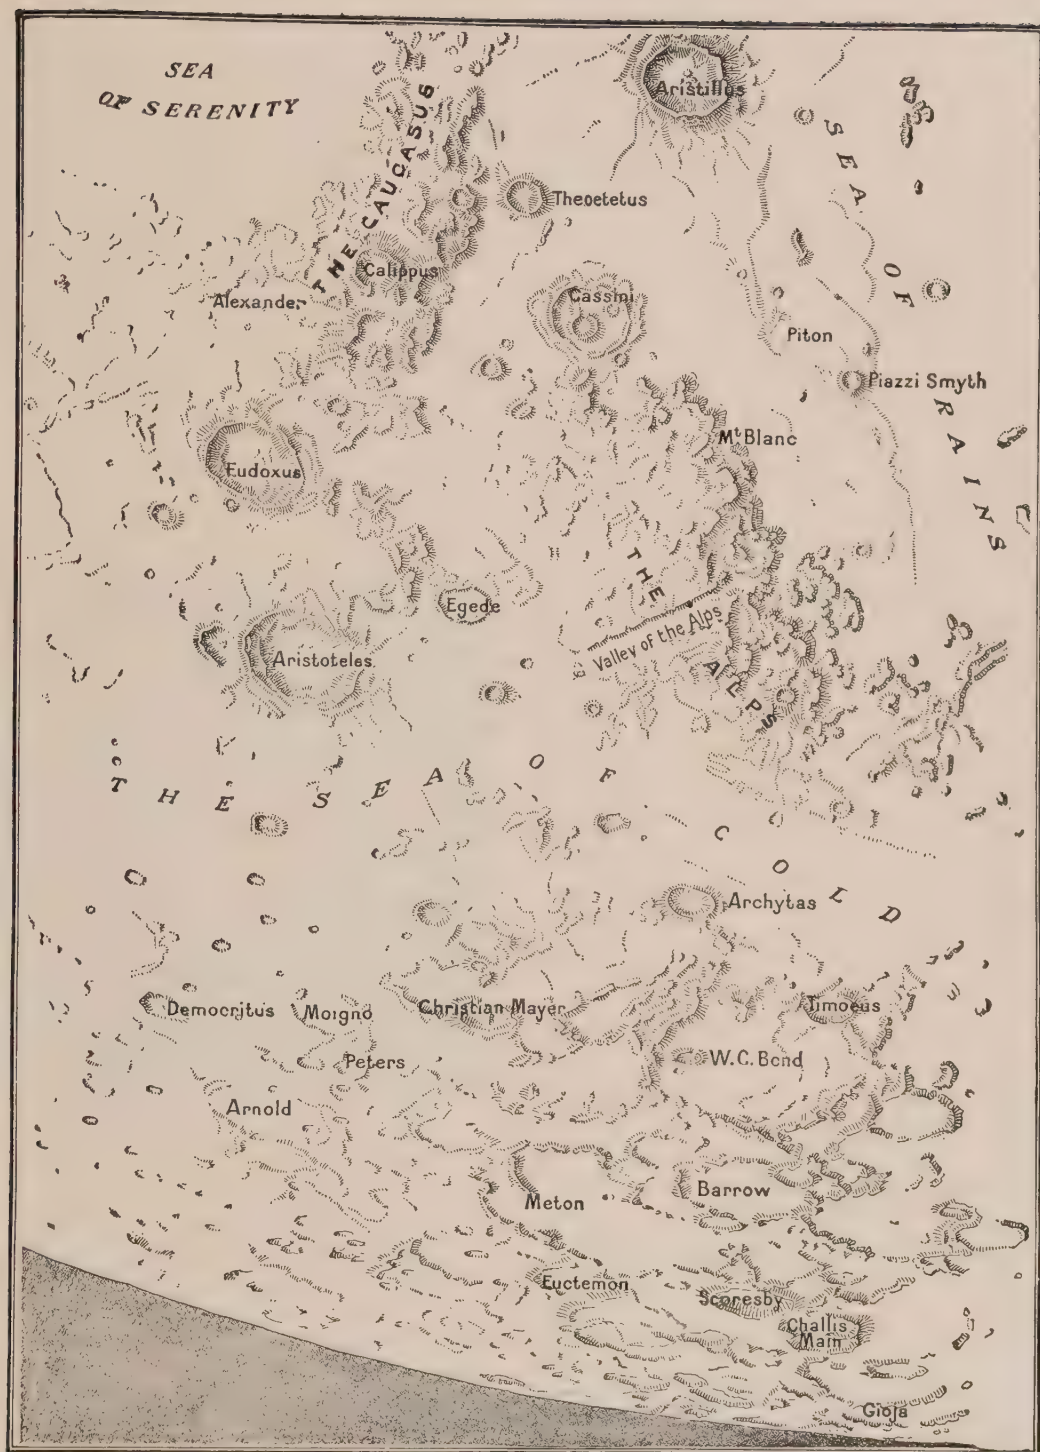 SEA
OF SERENITY
THE CAUCASUS
Aristillus
SEA OF RAINS
Theoetetus
Calippus
Alexander
Cassini
Piton
Piazzi Smyth
Mt Blanc
Eudoxus
THE ALPS
Egede
Valley of the Alps
Aristoteles
THE SEA OF COLD
Archytas
Democritus
Moigno
Christian Mayer
Timoeus
Peters
W.C. Bond
Arnold
Meton
Barrow
Euctemon
Scoresby
Challis
Main
Gioja